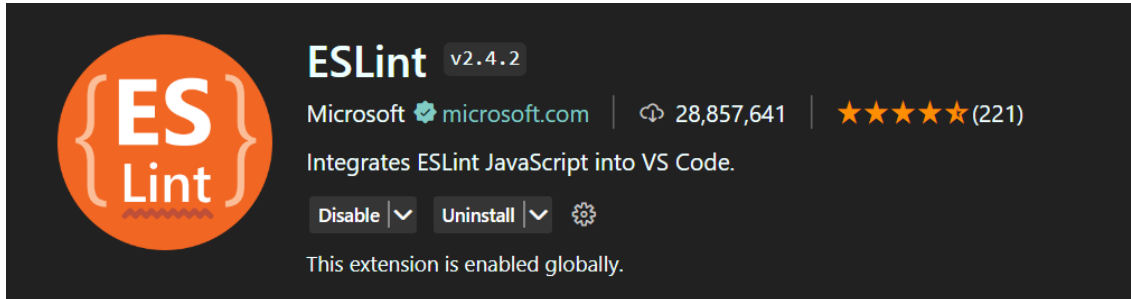 ES
Lint
ESLint v2.4.2
Microsoft microsoft.com 28,857,641 (221)
Integrates ESLint JavaScript into VS Code.
Disable Uninstall
This extension is enabled globally.